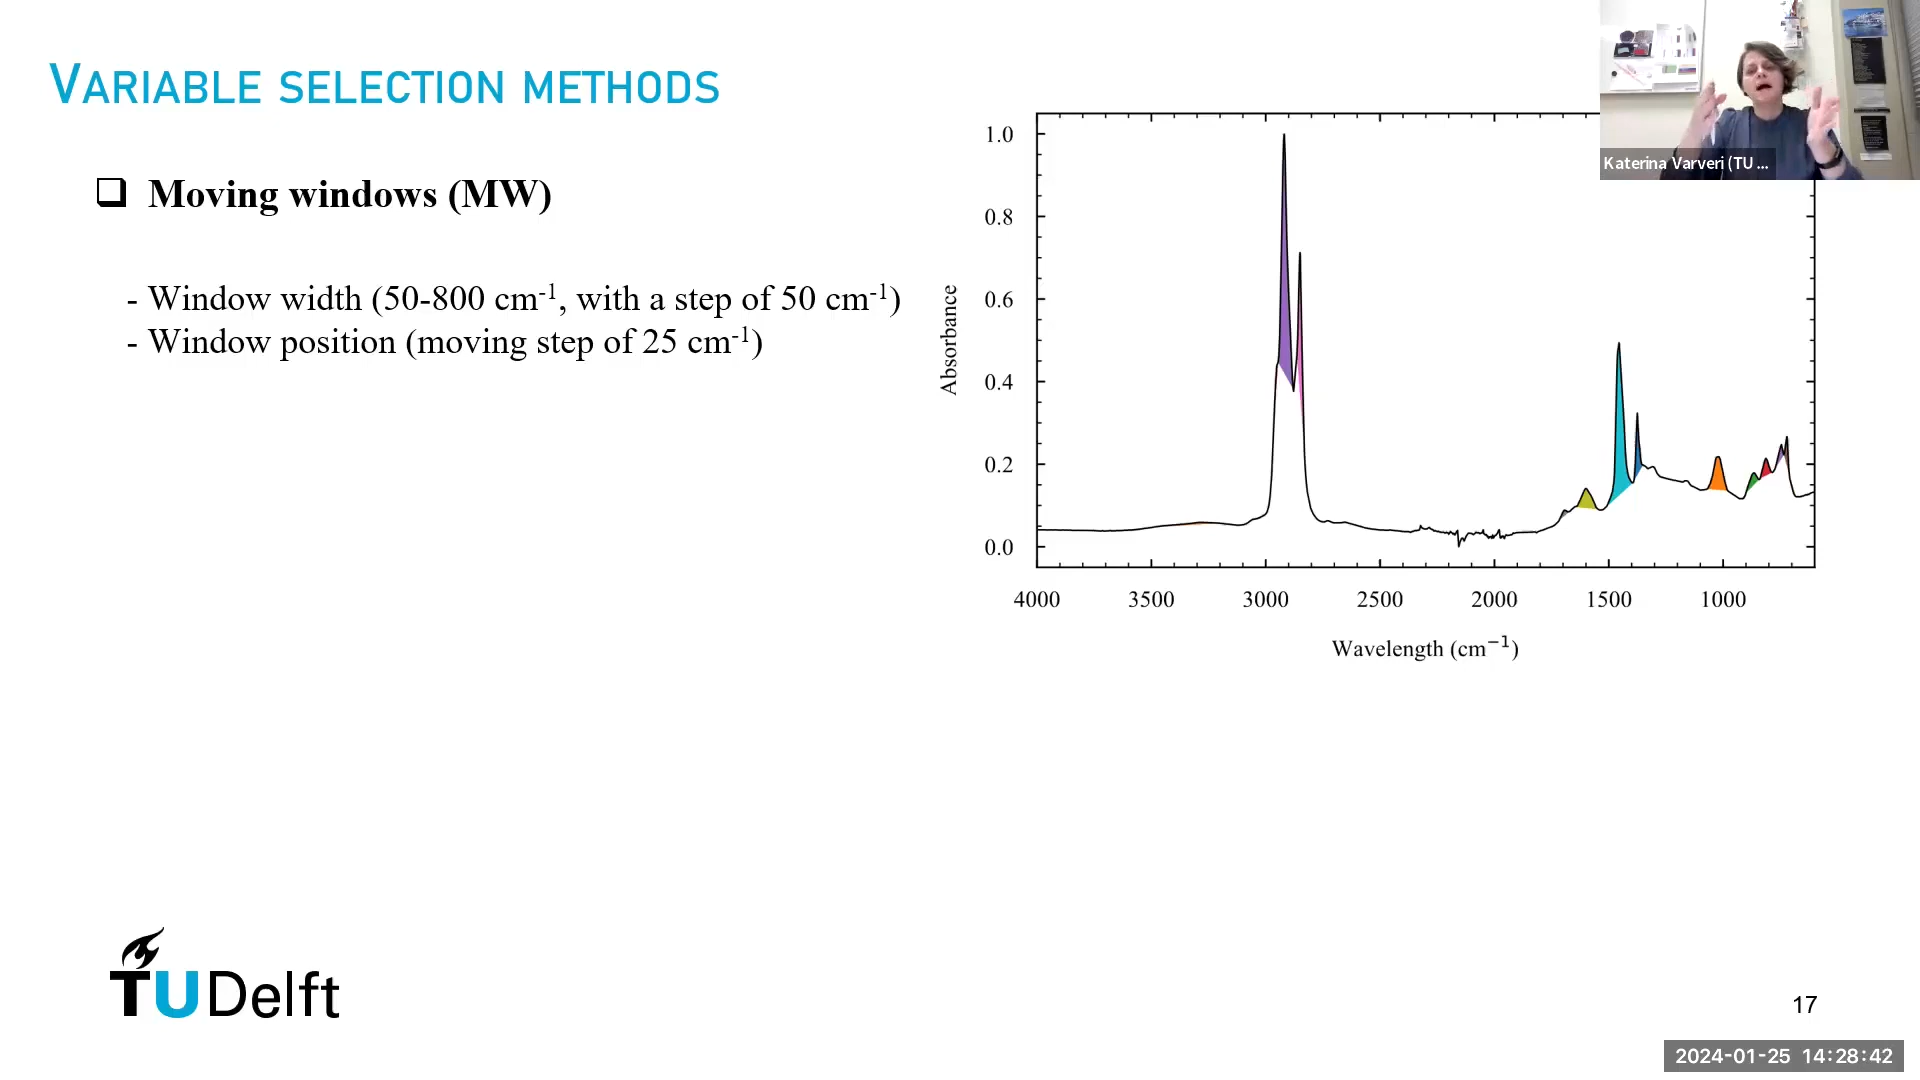 VARIABLE SELECTION METHODS
❑ Moving windows (MW)
- Window width (50-800 cm⁻¹, with a step of 50 cm⁻¹)
- Window position (moving step of 25 cm⁻¹)
Absorbance
1.0
0.8
0.6
0.4
0.2
0.0
4000 3500 3000 2500 2000 1500 1000
Wavelength (cm⁻¹)
Katerina Varveri (TU ...
TUDelft
17
2024-01-25 14:28:42